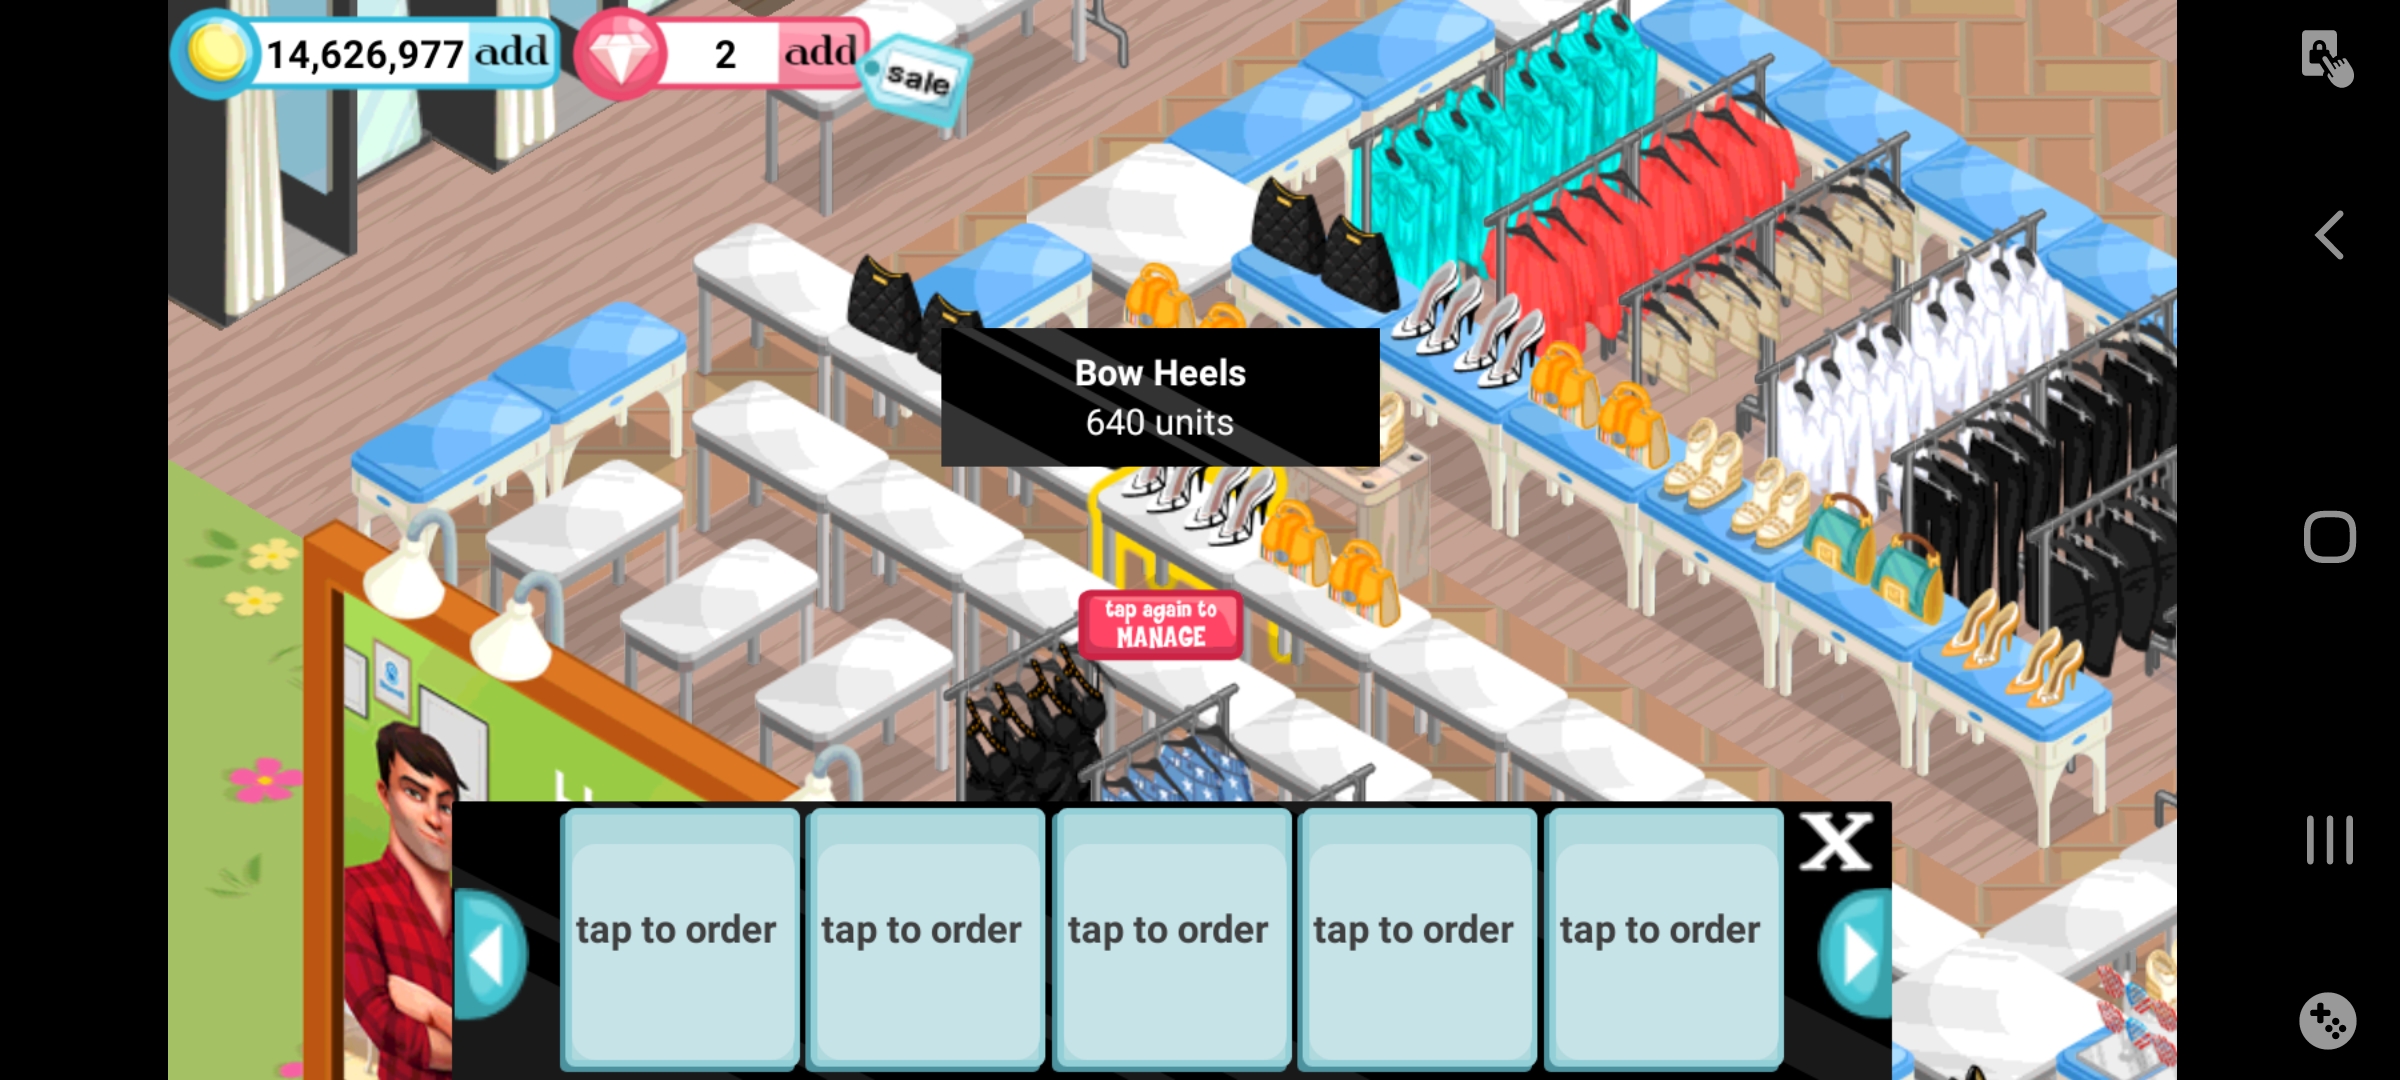 14,626,977 add
2 add
sale
Bow Heels
640 units
tap again to
MANAGE
tap to order
tap to order
tap to order
tap to order
tap to order
X